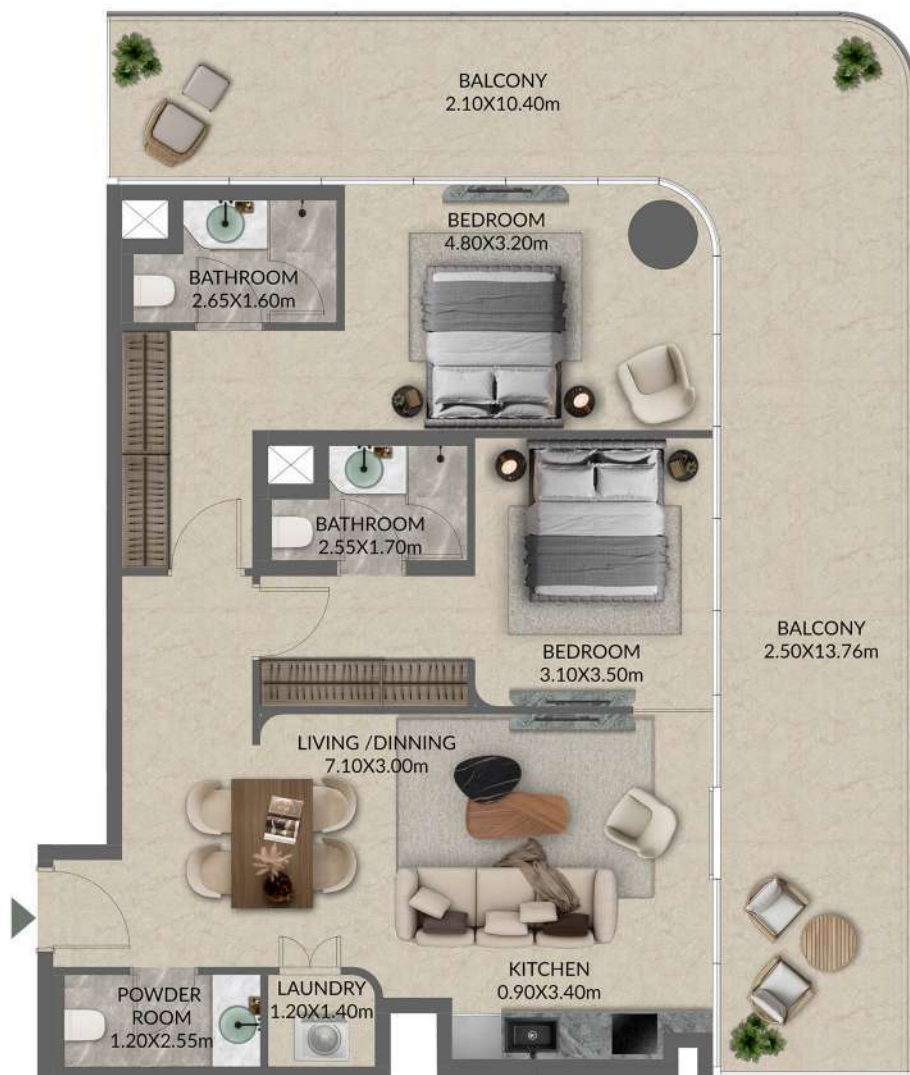 BALCONY
2.10X10.40m
BEDROOM
4.80X3.20m
BATHROOM
2.65X1.60m
BATHROOM
2.55X1.70m
BEDROOM
3.10X3.50m
BALCONY
2.50X13.76m
LIVING /DINNING
7.10X3.00m
KITCHEN
0.90X3.40m
POWDER
ROOM
1.20X2.55m
LAUNDRY
1.20X1.40m